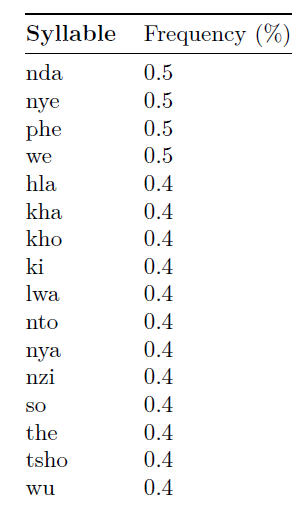 Syllable Frequency (%)
nda 0.5
nye 0.5
phe 0.5
we 0.5
hla 0.4
kha 0.4
kho 0.4
ki 0.4
lwa 0.4
nto 0.4
nya 0.4
nzi 0.4
so 0.4
the 0.4
tsho 0.4
wu 0.4